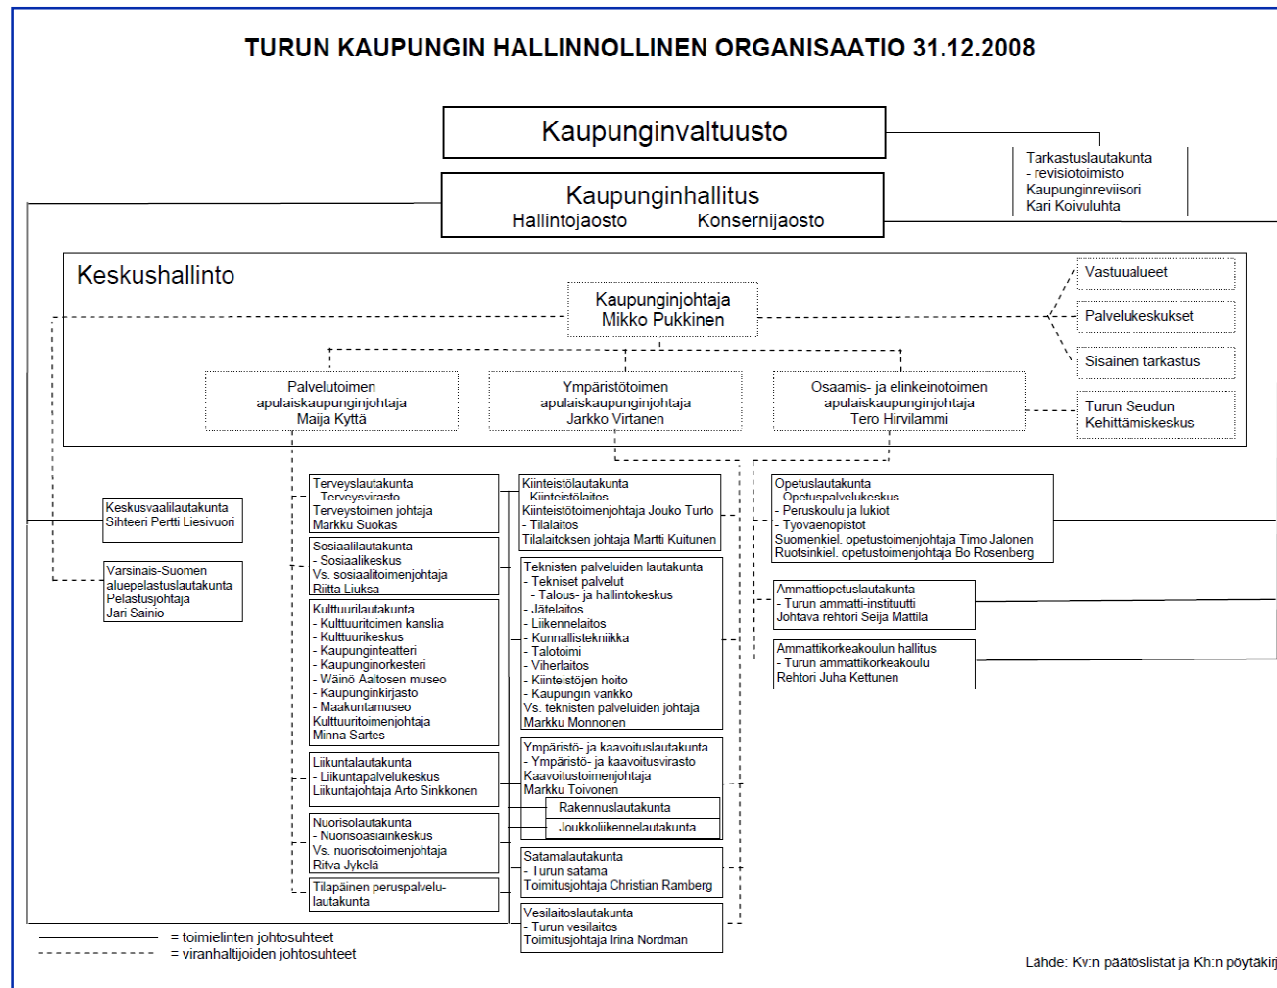 TURUN KAUPUNGIN HALLINNOLLINEN ORGANISAATIO 31.12.2008
Kaupunginvaltuusto
Tarkastuslautakunta
- revisiotoimisto
Kaupunginreviisori
Kari Koivuluhta
Kaupunginhallitus
Hallintojaosto Konsernijaosto
Keskushallinto
Kaupunginjohtaja
Mikko Pukkinen
Vastuualueet
Palvelukeskukset
Sisäinen tarkastus
Palvelutoimen
apulaiskaupunginjohtaja
Maija Kyttä
Ympäristötoimen
apulaiskaupunginjohtaja
Jarkko Virtanen
Osaamis- ja elinkeinotoimen
apulaiskaupunginjohtaja
Tero Hirvilammi
Turun Seudun
Kehittämiskeskus
Keskusvaalilautakunta
Sihteeri Pertti Liesivuori
Varsinais-Suomen
aluepelastuslautakunta
Pelastusjohtaja
Jari Sainio
Terveyslautakunta
- Terveysvirasto
Terveystoimen johtaja
Markku Suokas
Sosiaalilautakunta
- Sosiaalikeskus
Vs. sosiaalitoimenjohtaja
Riitta Liuksa
Kulttuurilautakunta
- Kulttuuritoimen kanslia
- Kulttuurikeskus
- Kaupunginteatteri
- Kaupunginorkesteri
- Wäinö Aaltosen museo
- Kaupunginkirjasto
- Maakuntamuseo
Kulttuuritoimenjohtaja
Minna Sartes
Liikuntalautakunta
- Liikuntapalvelukeskus
Liikuntajohtaja Arto Sinkkonen
Nuorisolautakunta
- Nuorisoasiainkeskus
Vs. nuorisotoimenjohtaja
Ritva Jykelä
Tilapäinen peruspalvelu-
lautakunta
Kiinteistölautakunta
- Kiinteistölaitos
Kiinteistötoimenjohtaja Jouko Turto
- Tilalaitos
Tilalaitoksen johtaja Martti Kuitunen
Teknisten palveluiden lautakunta
- Tekniset palvelut
- Talous- ja hallintokeskus
- Jätelaitos
- Liikennelaitos
- Kunnallistekniikka
- Talotoimi
- Viherlaitos
- Kiinteistöjen hoito
- Kaupungin varikko
Vs. teknisten palveluiden johtaja
Markku Monnonen
Ympäristö- ja kaavoituslautakunta
- Ympäristö- ja kaavoitusvirasto
Kaavoitustoimenjohtaja
Markku Toivonen
Rakennuslautakunta
Joukkoliikennelautakunta
Satamalautakunta
- Turun satama
Toimitusjohtaja Christian Ramberg
Vesilaitoslautakunta
- Turun vesilaitos
Toimitusjohtaja Irina Nordman
Opetuslautakunta
- Opetuspalvelukeskus
- Peruskoulu ja lukiot
- Työväenopistot
Suomenkiel. opetustoimenjohtaja Timo Jalonen
Ruotsinkiel. opetustoimenjohtaja Bo Rosenberg
Ammattiopetuslautakunta
- Turun ammatti-instituutti
Johtava rehtori Seija Mattila
Ammattikorkeakoulun hallitus
- Turun ammattikorkeakoulu
Rehtori Juha Kettunen
= toimielinten johtosuhteet
= viranhaltijoiden johtosuhteet
Lähde: Kv:n päätöslistat ja Kh:n pöytäkirj